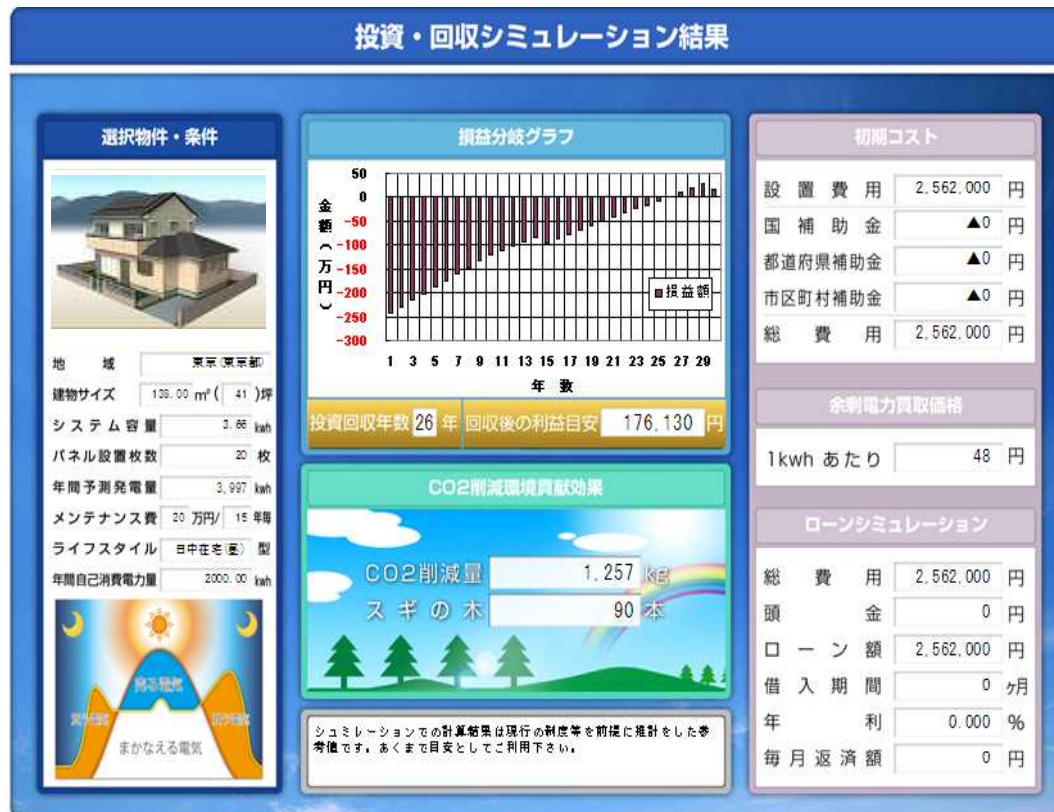 投資・回収シミュレーション結果
選択物件・条件
地域 東京(東京都)
建物サイズ 138.00 m²( 41 )坪
システム容量 3.66 kwh
パネル設置枚数 20 枚
年間予測発電量 3,997 kwh
メンテナンス費 20 万円/ 15 年毎
ライフスタイル 日中在宅(昼) 型
年間自己消費電力量 2000.00 kwh
売る電気
買う電気
買う電気
まかなえる電気
損益分岐グラフ
50
0
-50
-100
-150
-200
-250
-300
金額(万円)
損益額
1 3 5 7 9 11 13 15 17 19 21 23 25 27 29
年数
投資回収年数 26 年 回収後の利益目安 176,130 円
CO2削減環境貢献効果
CO2削減量 1,257 kg
スギの木 90 本
シュミレーションでの計算結果は現行の制度等を前提に推計をした参
考値です。あくまで目安としてご利用下さい。
初期コスト
設置費用 2,562,000 円
国補助金 ▲0 円
都道府県補助金 ▲0 円
市区町村補助金 ▲0 円
総費用 2,562,000 円
余剰電力買取価格
1kwh あたり 48 円
ローンシミュレーション
総費用 2,562,000 円
頭金 0 円
ローン額 2,562,000 円
借入期間 0 ヶ月
年利 0.000 %
毎月返済額 0 円